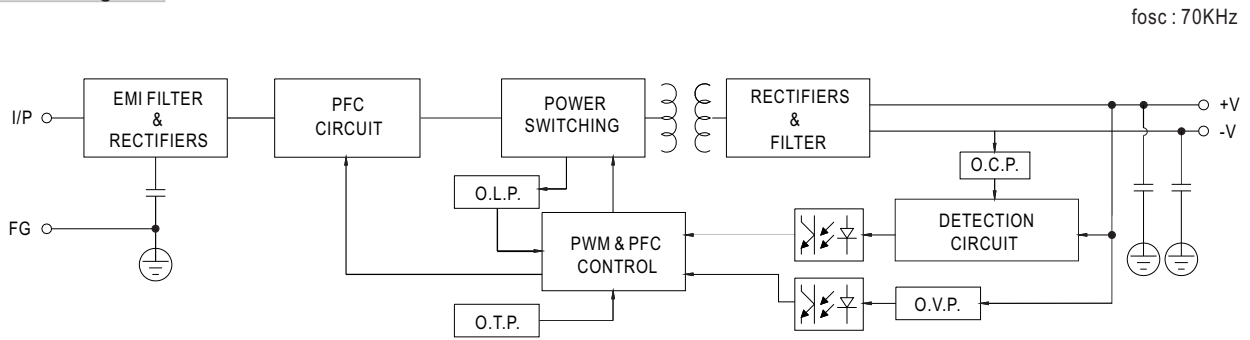 fosc : 70KHz
I/P
EMI FILTER
&
RECTIFIERS
PFC
CIRCUIT
POWER
SWITCHING
RECTIFIERS
&
FILTER
+V
-V
O.C.P.
O.L.P.
FG
PWM & PFC
CONTROL
DETECTION
CIRCUIT
O.T.P.
O.V.P.